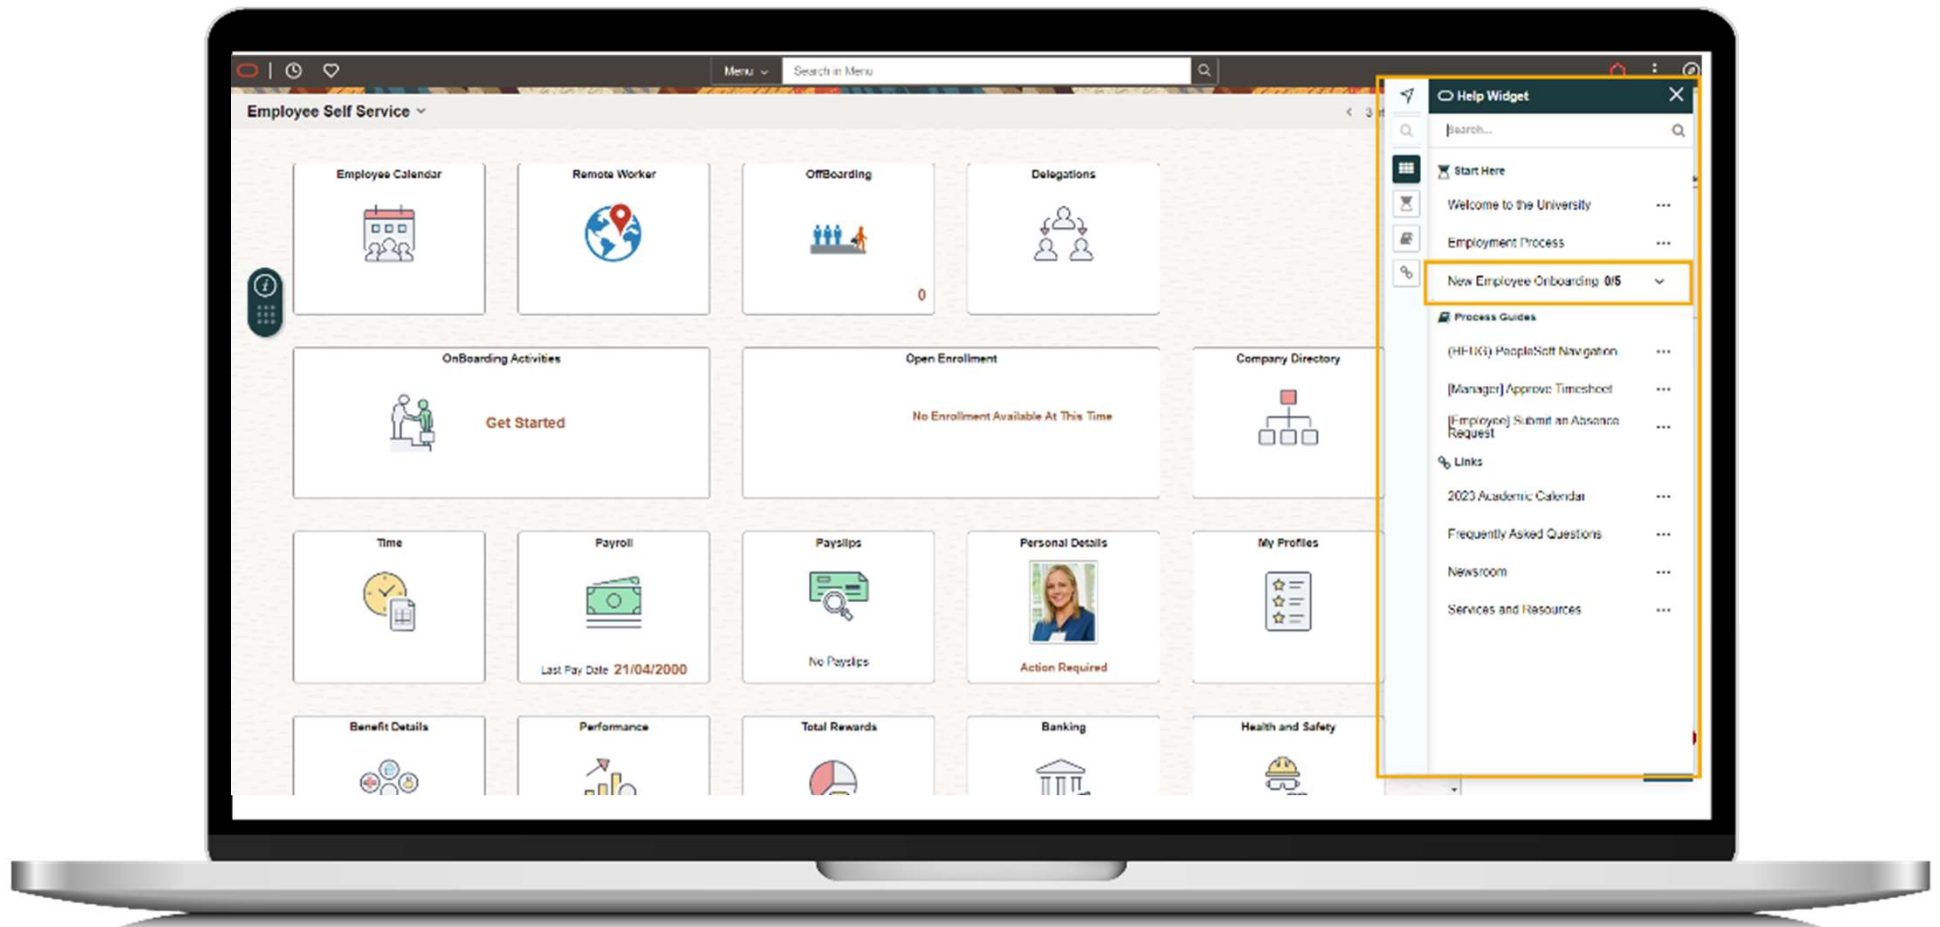 Menu
Search in Menu
Employee Self Service
3
Employee Calendar
Remote Worker
OffBoarding
0
Delegations
OnBoarding Activities
Get Started
Open Enrollment
No Enrollment Available At This Time
Company Directory
Time
Payroll
Last Pay Date 21/04/2000
Payslips
No Payslips
Personal Details
Action Required
My Profiles
Benefit Details
Performance
Total Rewards
Banking
Health and Safety
Help Widget
Search...
Start Here
Welcome to the University
Employment Process
New Employee Onboarding 0/5
Process Guides
(HEUG) PeopleSoft Navigation
[Manager] Approve Timesheet
[Employee] Submit an Absence
Request
Links
2023 Academic Calendar
Frequently Asked Questions
Newsroom
Services and Resources